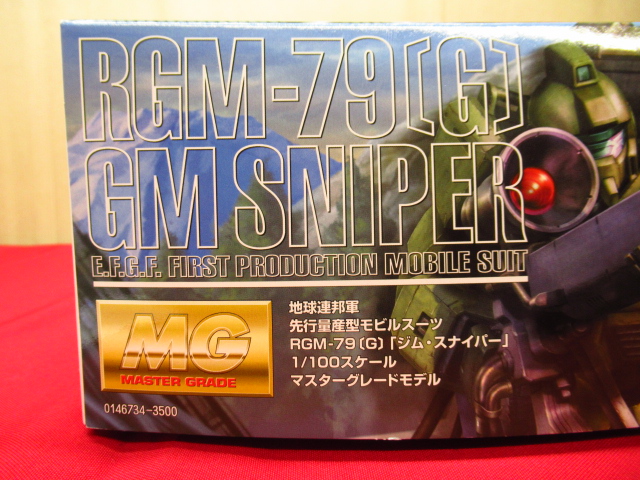 RGM-79[G]
GM SNIPER
E.F.G.F. FIRST PRODUCTION MOBILE SUIT
MG
MASTER GRADE
地球連邦軍
先行量産型モビルスーツ
RGM-79(G)「ジム・スナイパー」
1/100スケール
マスターグレードモデル
0146734-3500